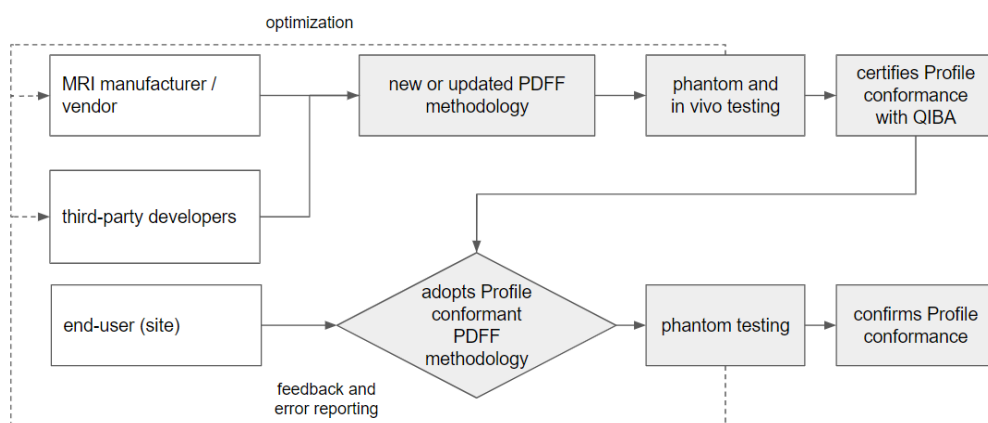 optimization
MRI manufacturer /
vendor
new or updated PDFF
methodology
phantom and
in vivo testing
certifies Profile
conformance
with QIBA
third-party developers
end-user (site)
adopts Profile
conformant
PDFF
methodology
phantom testing
confirms Profile
conformance
feedback and
error reporting